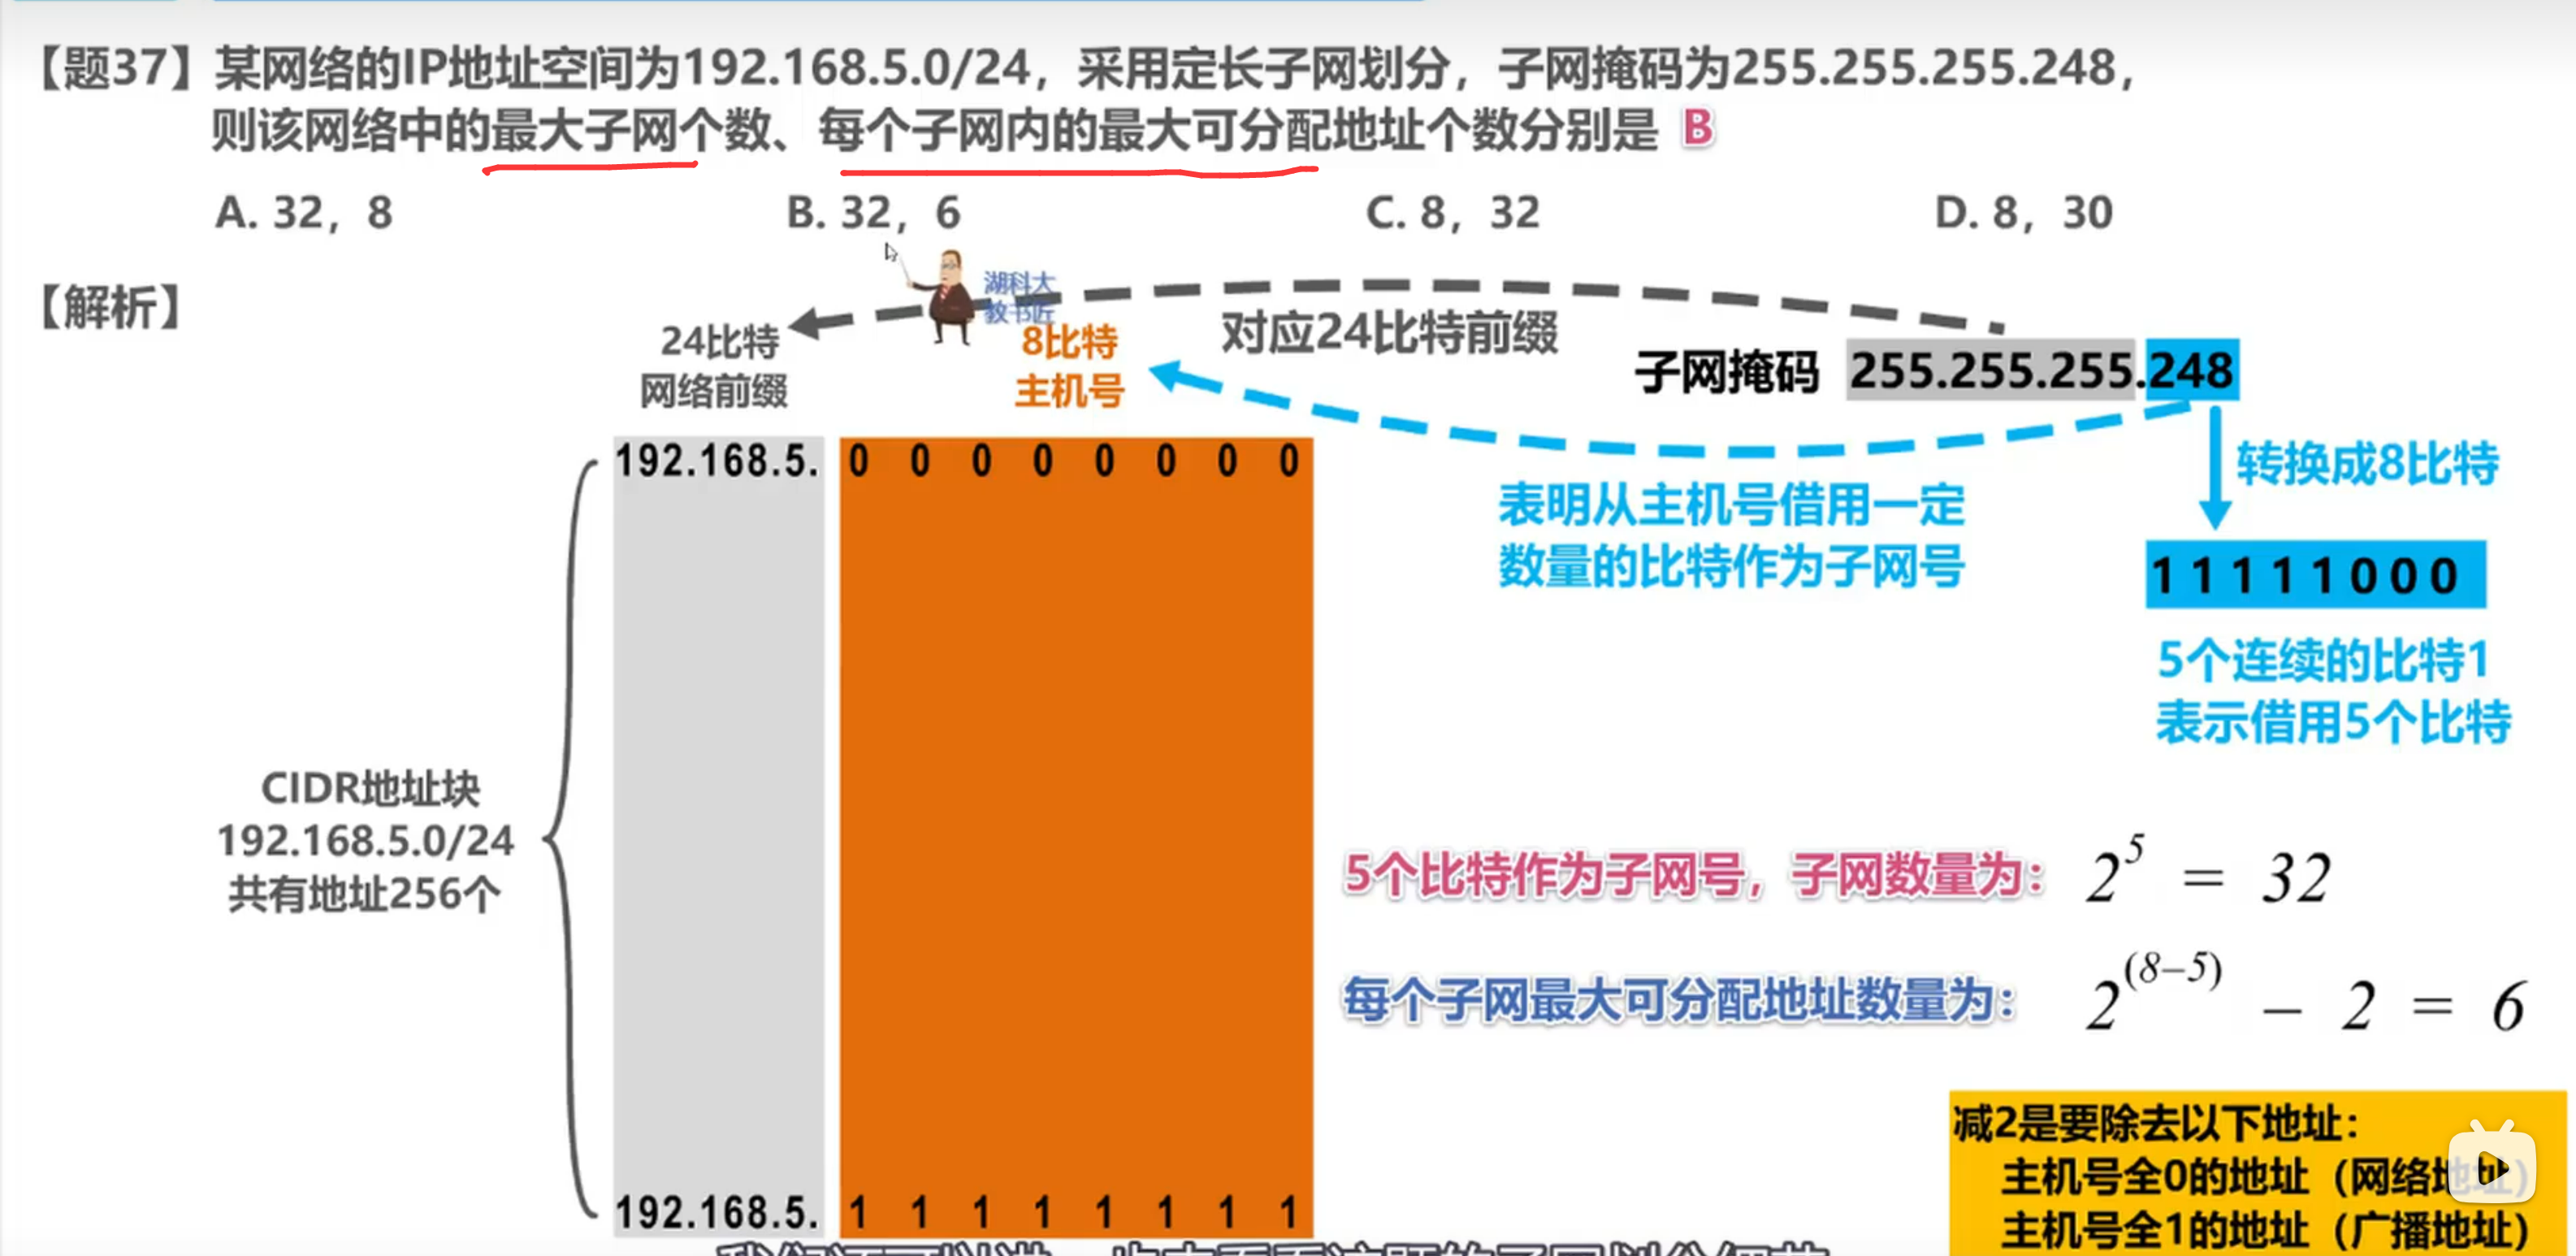 【题37】某网络的IP地址空间为192.168.5.0/24，采用定长子网划分，子网掩码为255.255.255.248，
则该网络中的最大子网个数、每个子网内的最大可分配地址个数分别是 B
A. 32，8
B. 32，6
C. 8，32
D. 8，30
【解析】
湖科大
教书匠
24比特
网络前缀
8比特
主机号
对应24比特前缀
子网掩码 255.255.255.248
192.168.5. 0 0 0 0 0 0 0 0
转换成8比特
表明从主机号借用一定
数量的比特作为子网号
1 1 1 1 1 0 0 0
5个连续的比特1
表示借用5个比特
CIDR地址块
192.168.5.0/24
共有地址256个
5个比特作为子网号，子网数量为： 2^5 = 32
每个子网最大可分配地址数量为： 2^(8–5) – 2 = 6
192.168.5. 1 1 1 1 1 1 1 1
减2是要除去以下地址：
主机号全0的地址（网络地址）
主机号全1的地址（广播地址）